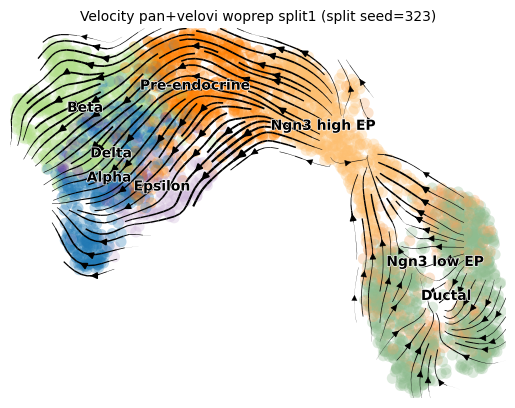 Velocity pan+velovi woprep split1 (split seed=323)
Pre-endocrine
Beta
Ngn3 high EP
Delta
Alpha
Epsilon
Ngn3 low EP
Ductal